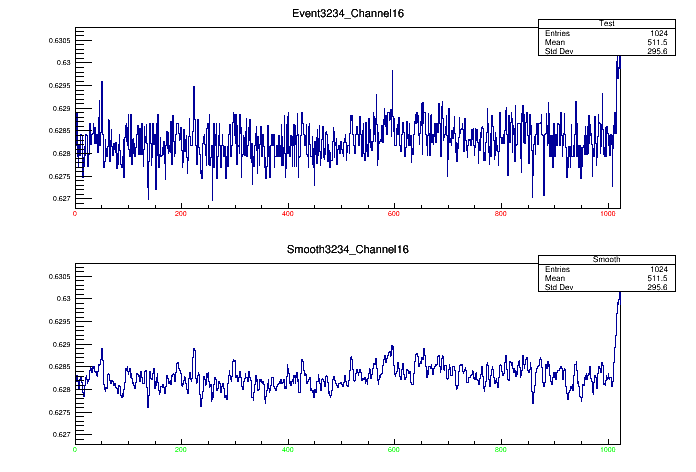 Event3234_Channel16
Test
Entries 1024
Mean 511.5
Std Dev 295.6
0.6305
0.63
0.6295
0.629
0.6285
0.628
0.6275
0.627
0 200 400 600 800 1000
Smooth3234_Channel16
Smooth
Entries 1024
Mean 511.5
Std Dev 295.6
0.6305
0.63
0.6295
0.629
0.6285
0.628
0.6275
0.627
0 200 400 600 800 1000